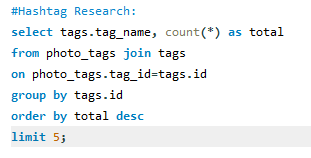 #Hashtag Research:
select tags.tag_name, count(*) as total
from photo_tags join tags
on photo_tags.tag_id=tags.id
group by tags.id
order by total desc
limit 5;